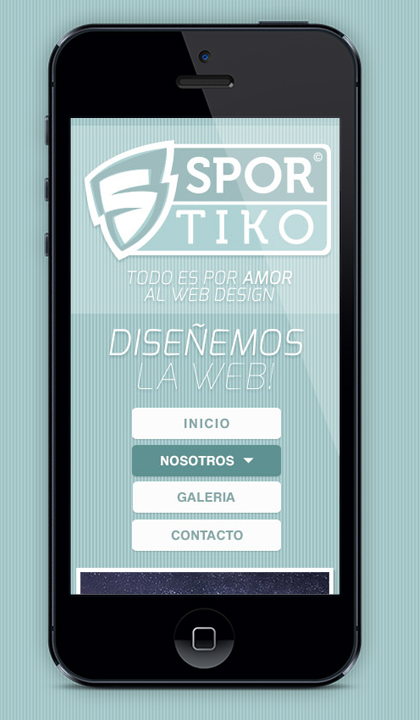 SPOR©
TIKO
TODO ES POR AMOR
AL WEB DESIGN
DISEÑEMOS
LA WEB!
INICIO
NOSOTROS
GALERIA
CONTACTO